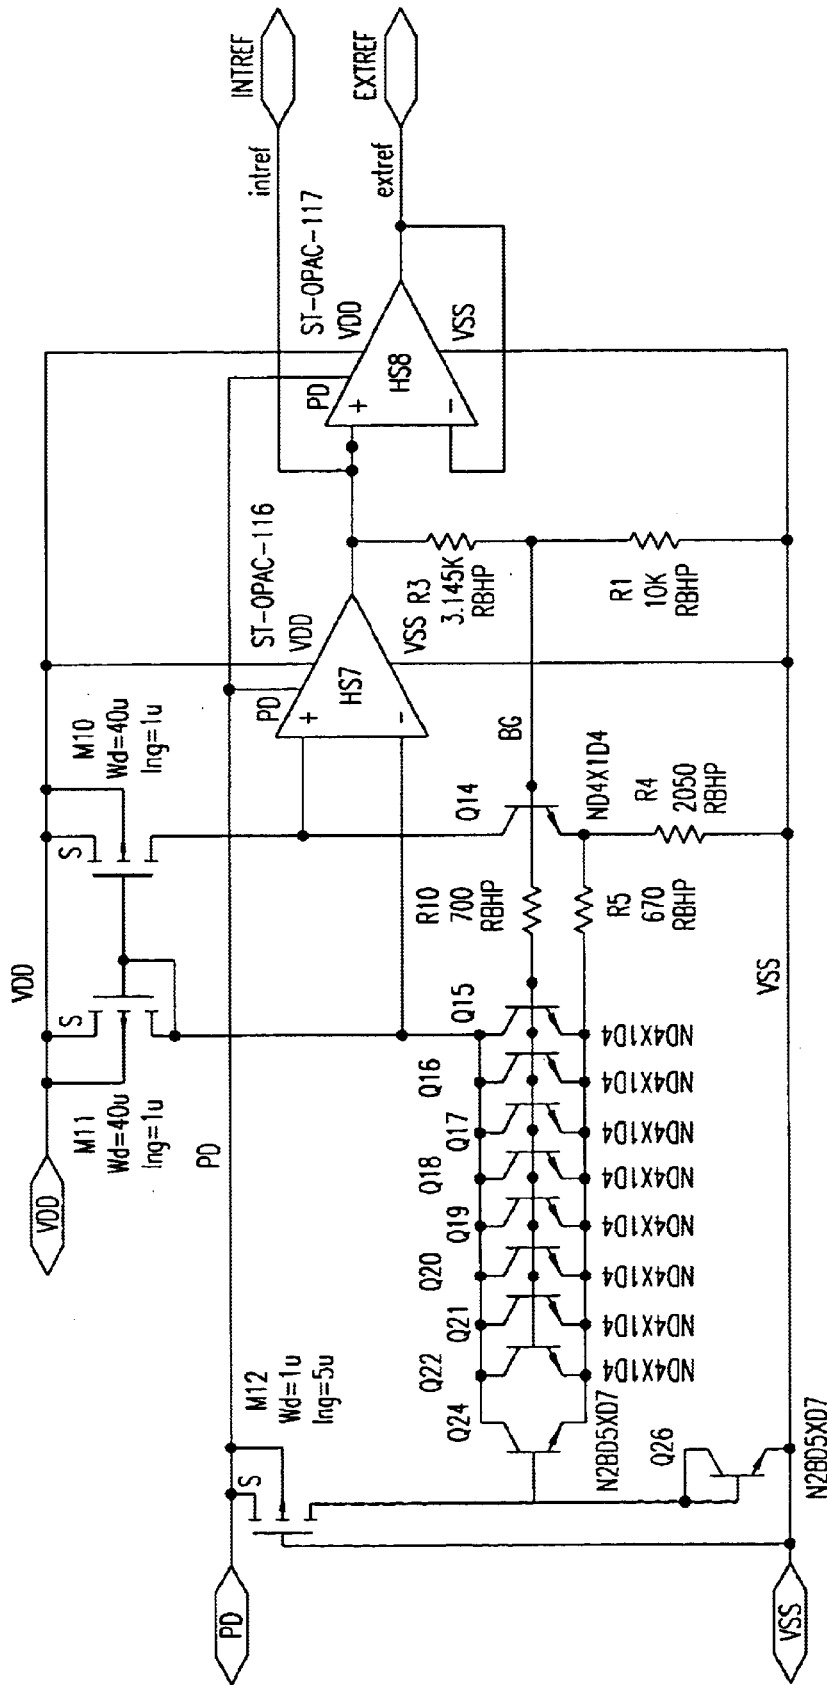 INTREF
intref
EXTREF
extref
ST-OPAC-117
VDD
PD
+
HS8
-
VSS
ST-OPAC-116
VDD
PD
+
HS7
-
VSS
R3
3.145K
RBHP
R1
10K
RBHP
M10
Wd=40u
lng=1u
S
VDD
S
M11
Wd=40u
lng=1u
VDD
PD
BG
Q14
ND4X1D4
R4
2050
RBHP
R10
700
RBHP
R5
670
RBHP
VSS
Q15
Q16
Q17
Q18
Q19
Q20
Q21
Q22
Q24
ND4X1D4
ND4X1D4
ND4X1D4
ND4X1D4
ND4X1D4
ND4X1D4
ND4X1D4
ND4X1D4
N2BD5XD7
M12
Wd=1u
lng=5u
S
Q26
N2BD5XD7
PD
VSS